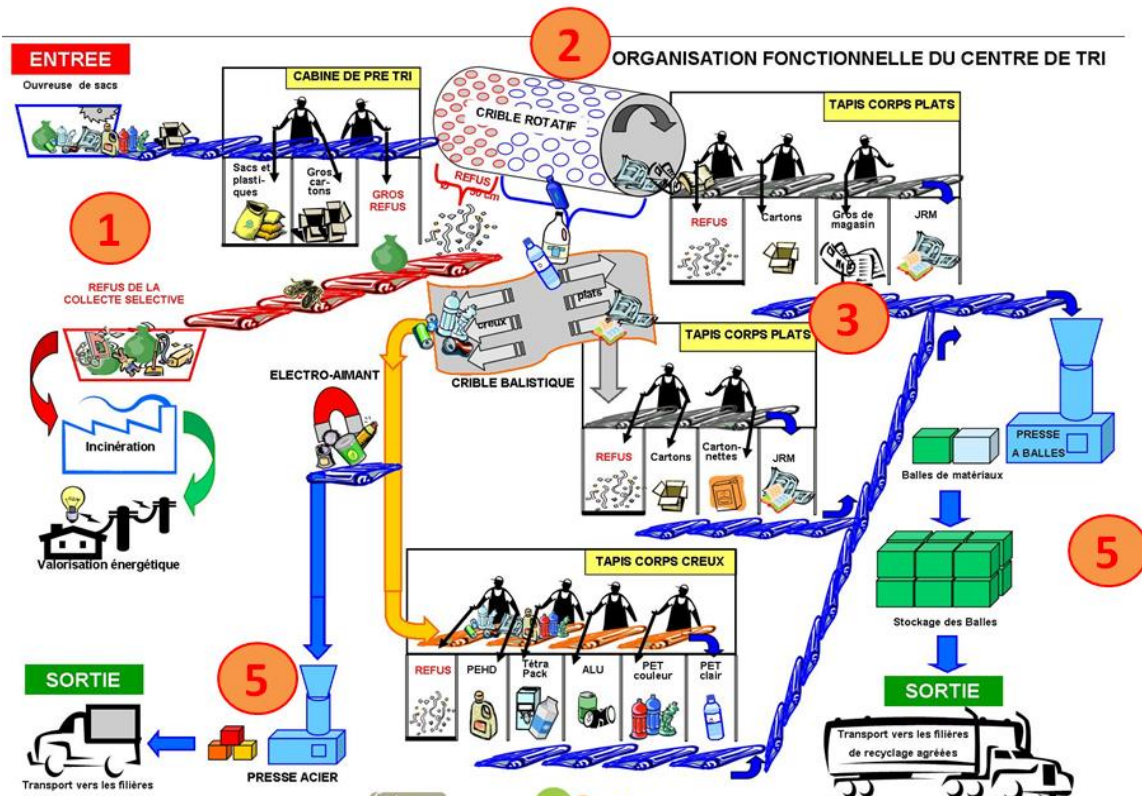 2
ORGANISATION FONCTIONNELLE DU CENTRE DE TRI
ENTREE
Ouvreuse de sacs
CABINE DE PRE TRI
CRIBLE ROTATIF
TAPIS CORPS PLATS
Sacs et
plasti-
ques
Gros
car-
tons
GROS
REFUS
REFUS
30 cm
REFUS
Cartons
Gros de
magasin
JRM
1
REFUS DE LA
COLLECTE SELECTIVE
creux
plats
CRIBLE BALISTIQUE
3
TAPIS CORPS PLATS
ELECTRO-AIMANT
REFUS
Cartons
Carton-
nettes
JRM
PRESSE
A BALLES
Balles de matériaux
Incinération
Valorisation énergétique
5
TAPIS CORPS CREUX
Stockage des Balles
REFUS
PEHD
Tétra
Pack
ALU
PET
couleur
PET
clair
5
SORTIE
SORTIE
Transport vers les filières
de recyclage agréées
PRESSE ACIER
Transport vers les filières